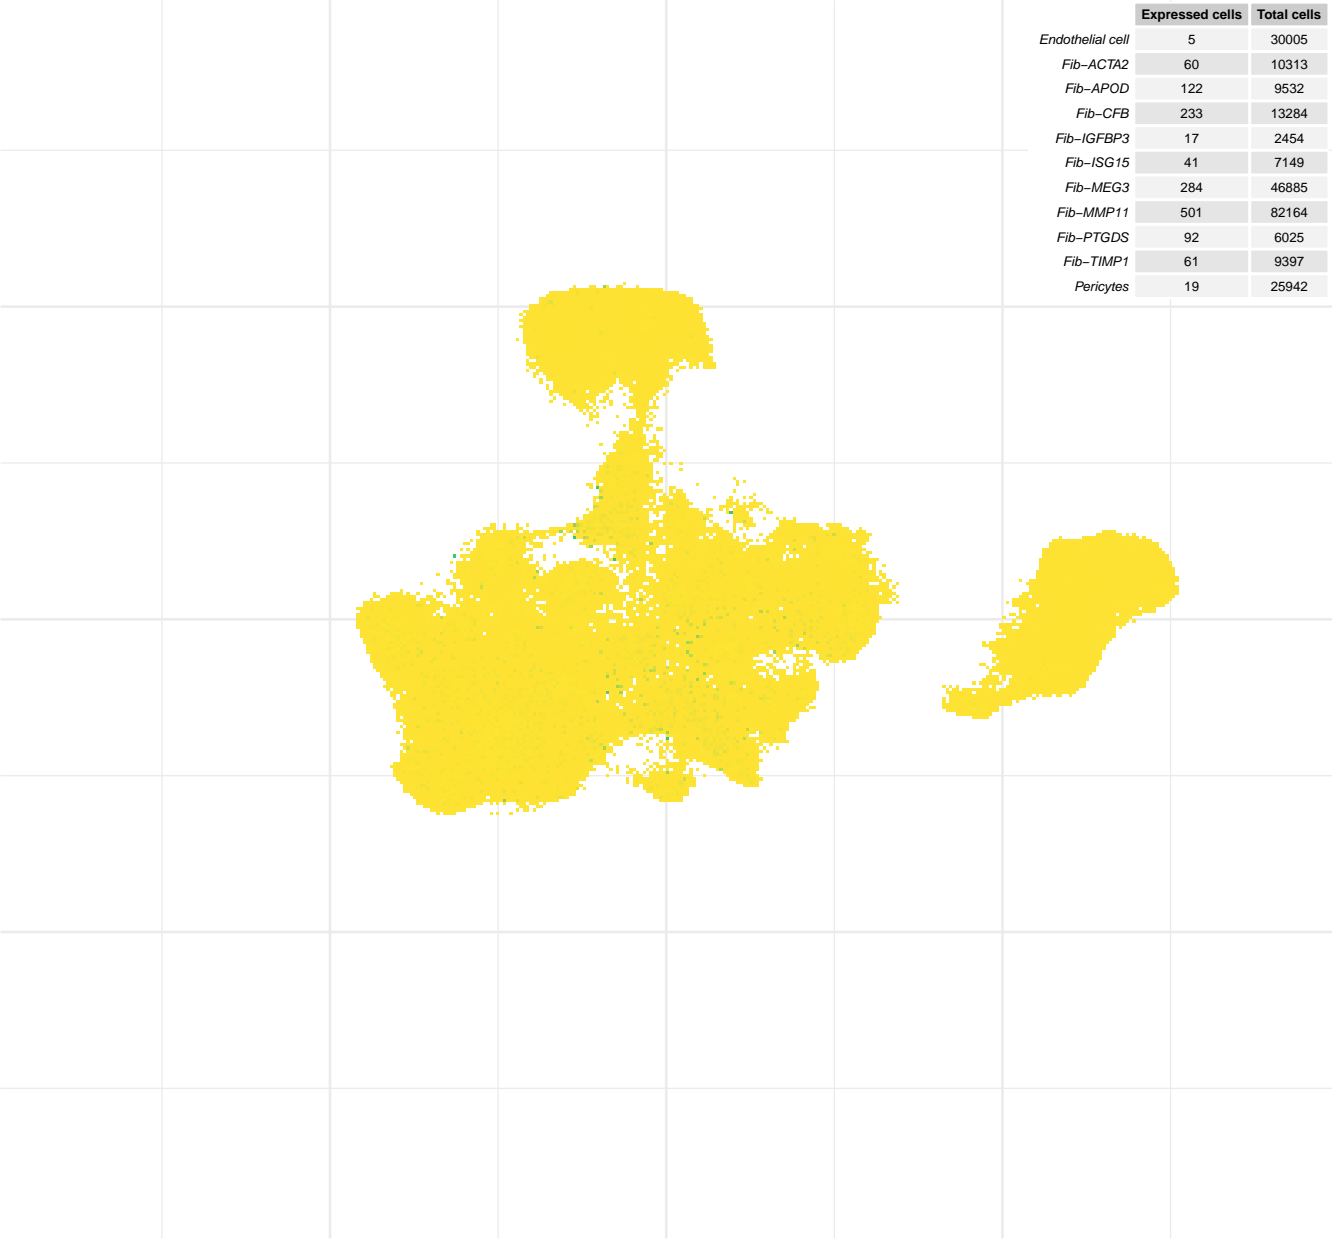 Expressed cells Total cells
Endothelial cell 5 30005
Fib−ACTA2 60 10313
Fib−APOD 122 9532
Fib−CFB 233 13284
Fib−IGFBP3 17 2454
Fib−ISG15 41 7149
Fib−MEG3 284 46885
Fib−MMP11 501 82164
Fib−PTGDS 92 6025
Fib−TIMP1 61 9397
Pericytes 19 25942